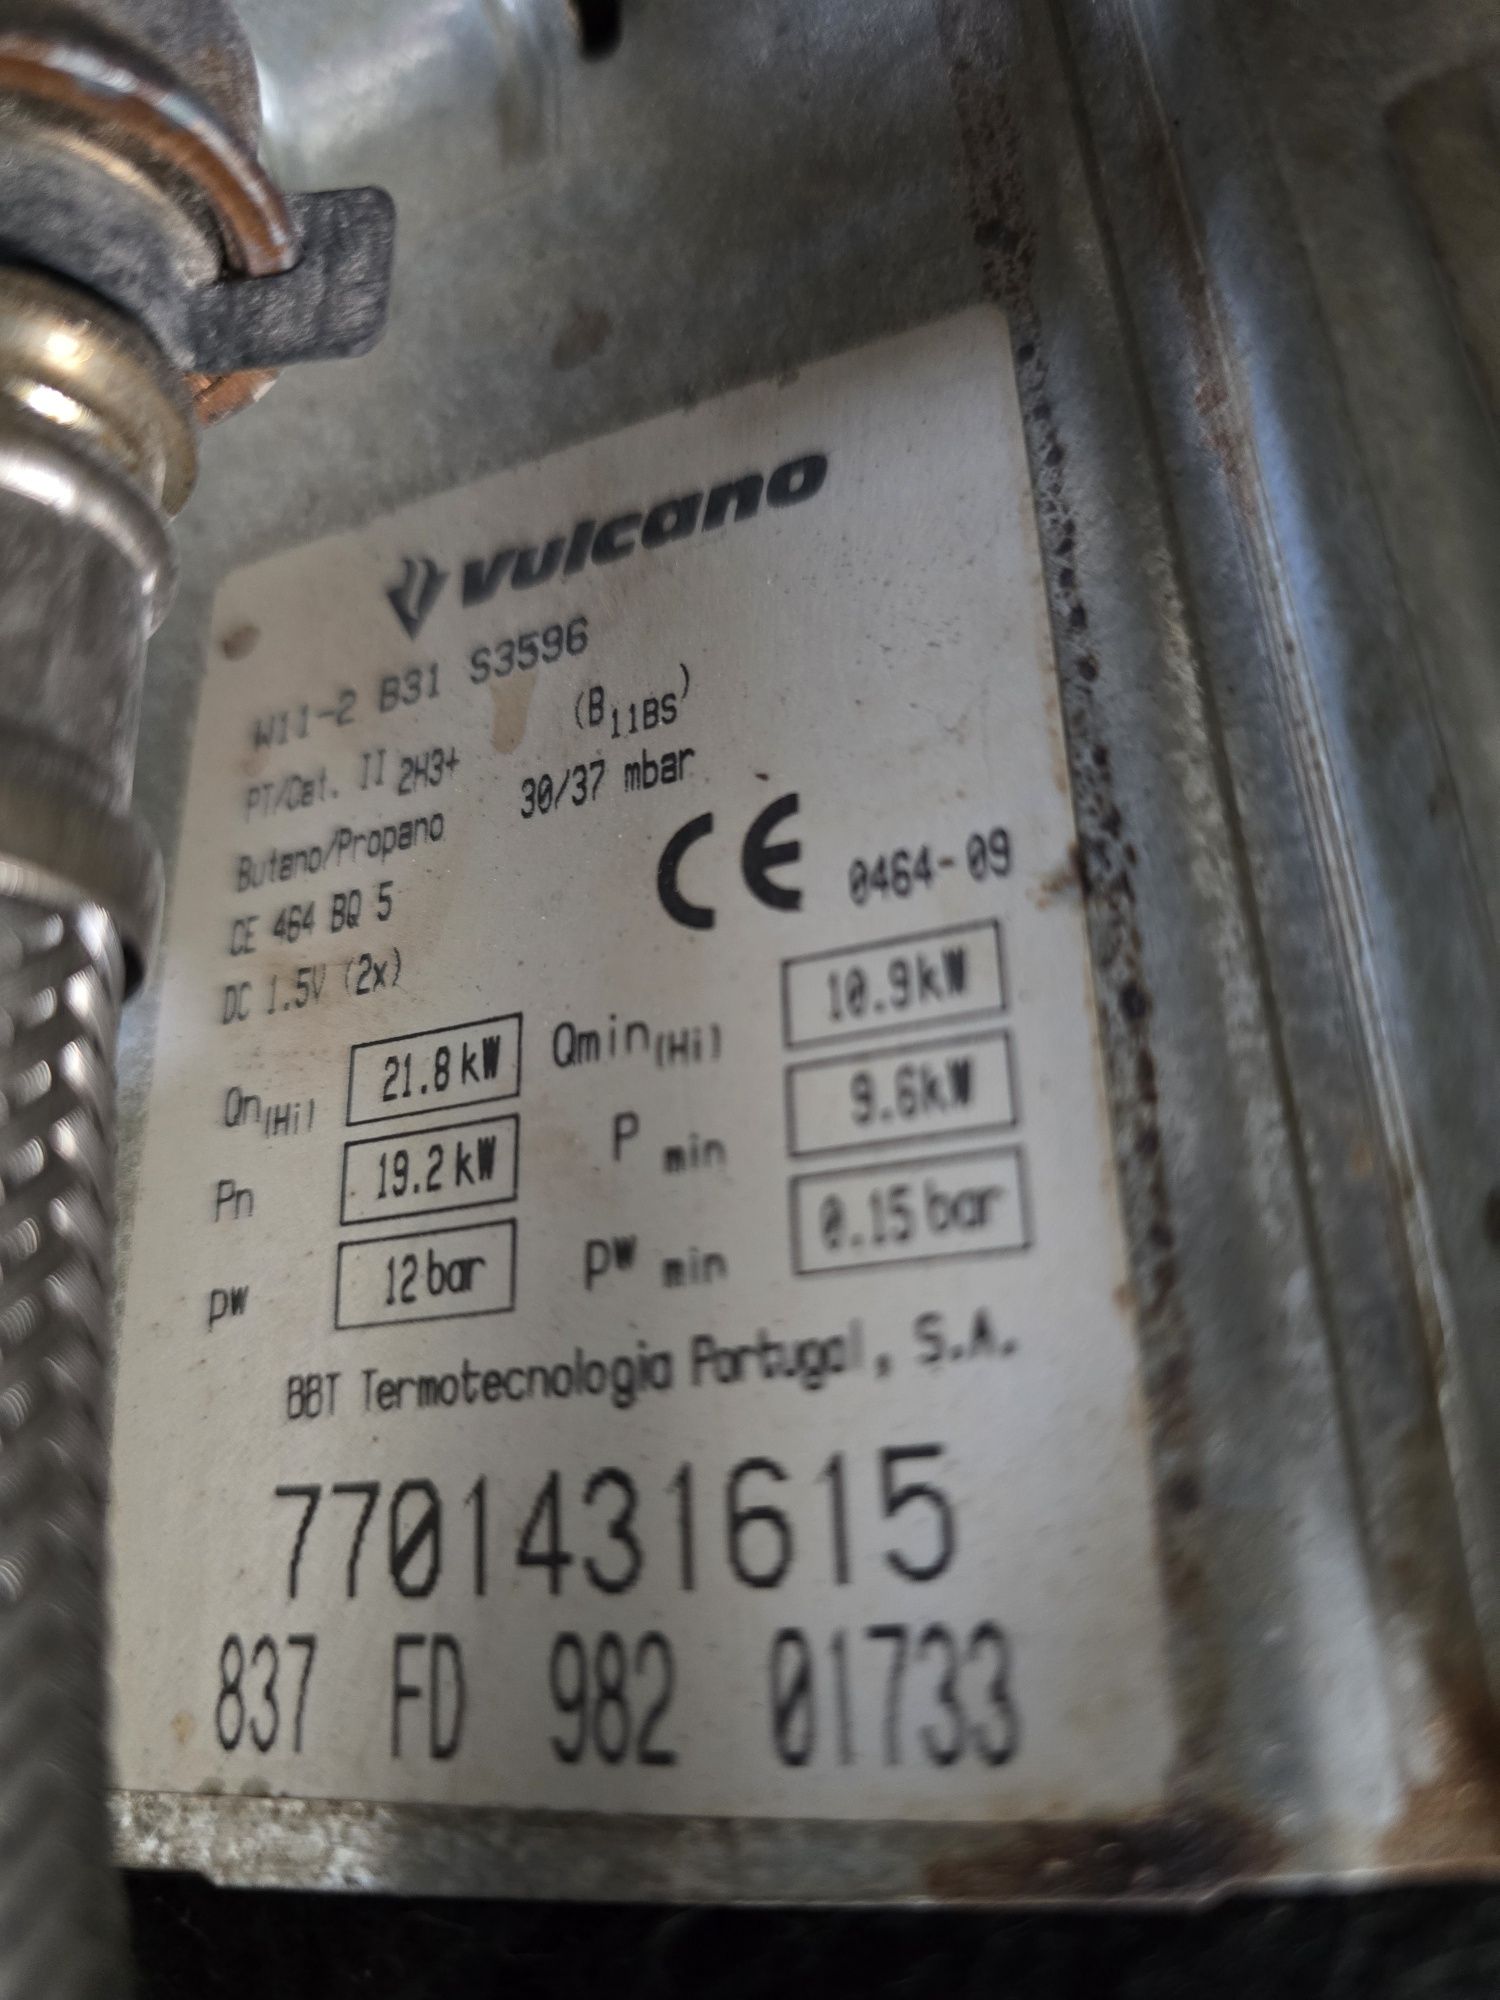 Vulcano
W11-2 B31 S3596
PT/Cat. II 2H3+ (B11BS)
Butano/Propano 30/37 mbar
CE 464 BQ 5 CE 0464-09
DC 1.5V (2x)
Qn(Hi) 21.8 kW Qmin(Hi) 10.9kW
Pn 19.2 kW P min 9.6kW
pw 12 bar pw min 0.15 bar
BBT Termotecnologia Portugal, S.A.
7701431615
837 FD 982 01733